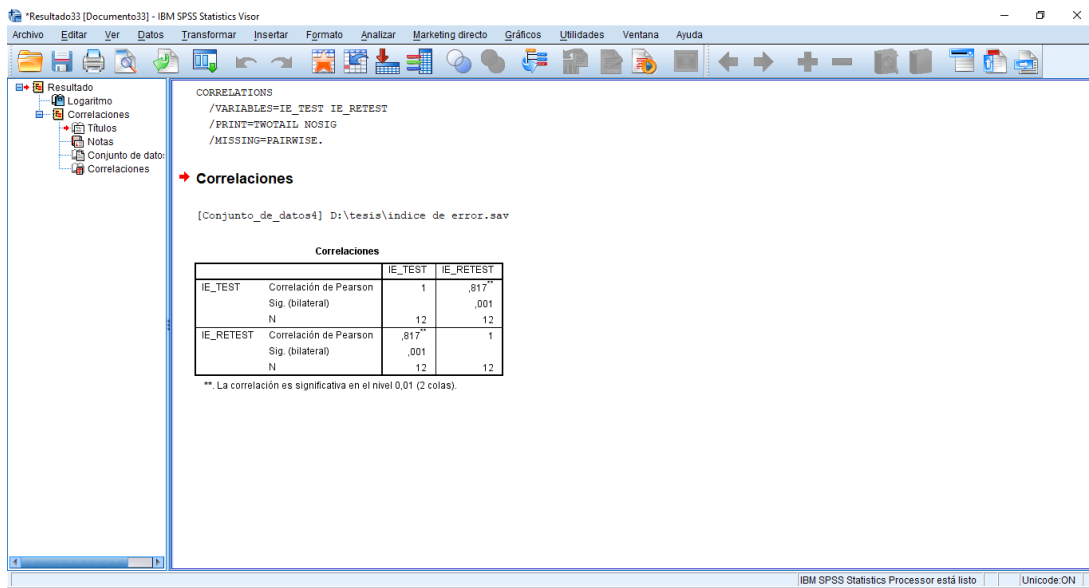 *Resultado33 [Documento33] - IBM SPSS Statistics Visor
Archivo Editar Ver Datos Transformar Insertar Formato Analizar Marketing directo Gráficos Utilidades Ventana Ayuda
Resultado
Logaritmo
Correlaciones
Títulos
Notas
Conjunto de dato
Correlaciones
CORRELATIONS
/VARIABLES=IE_TEST IE_RETEST
/PRINT=TWOTAIL NOSIG
/MISSING=PAIRWISE.
Correlaciones
[Conjunto_de_datos4] D:\tesis\indice de error.sav
Correlaciones
IE_TEST IE_RETEST
IE_TEST Correlación de Pearson 1 ,817**
Sig. (bilateral) ,001
N 12 12
IE_RETEST Correlación de Pearson ,817** 1
Sig. (bilateral) ,001
N 12 12
**. La correlación es significativa en el nivel 0,01 (2 colas).
IBM SPSS Statistics Processor está listo Unicode:ON